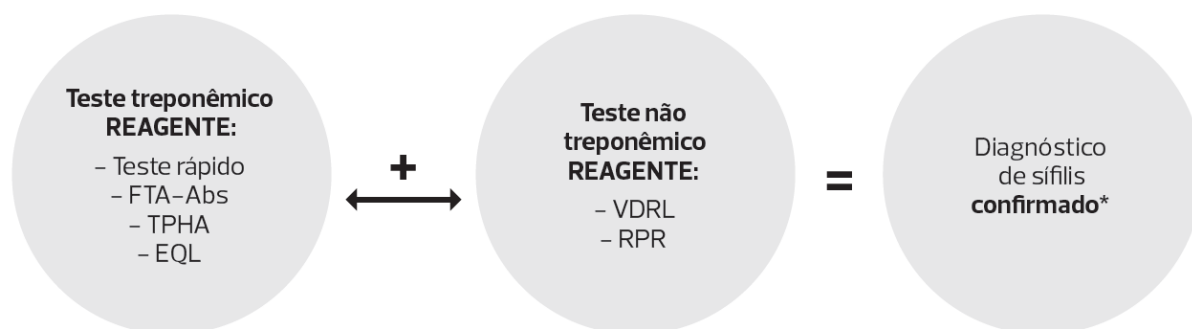 Teste treponêmico
REAGENTE:
– Teste rápido
– FTA-Abs
– TPHA
– EQL
+
Teste não
treponêmico
REAGENTE:
– VDRL
– RPR
=
Diagnóstico
de sífilis
confirmado*